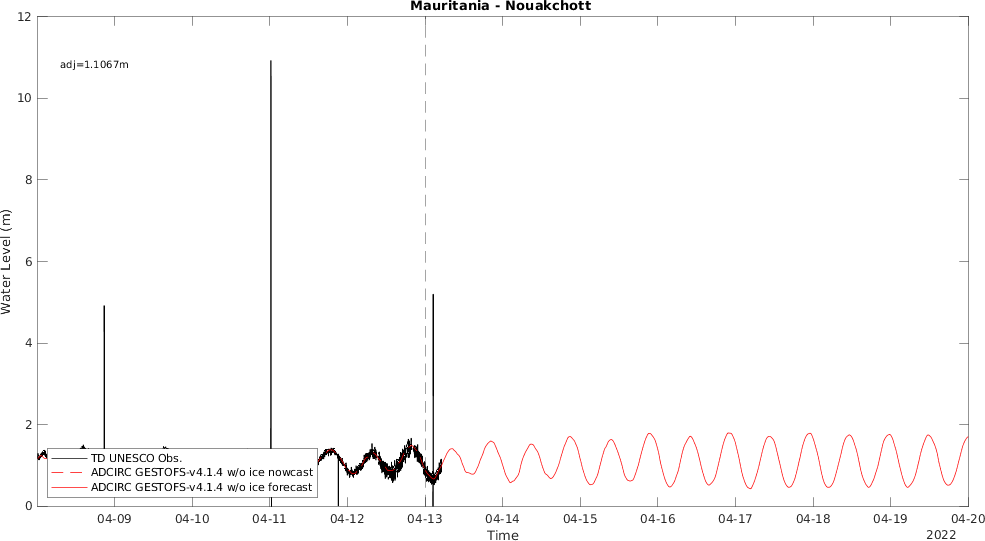 Mauritania - Nouakchott
12
10
8
6
4
2
0
Water Level (m)
adj=1.1067m
TD UNESCO Obs.
ADCIRC GESTOFS-v4.1.4 w/o ice nowcast
ADCIRC GESTOFS-v4.1.4 w/o ice forecast
04-09 04-10 04-11 04-12 04-13 04-14 04-15 04-16 04-17 04-18 04-19 04-20
Time
2022